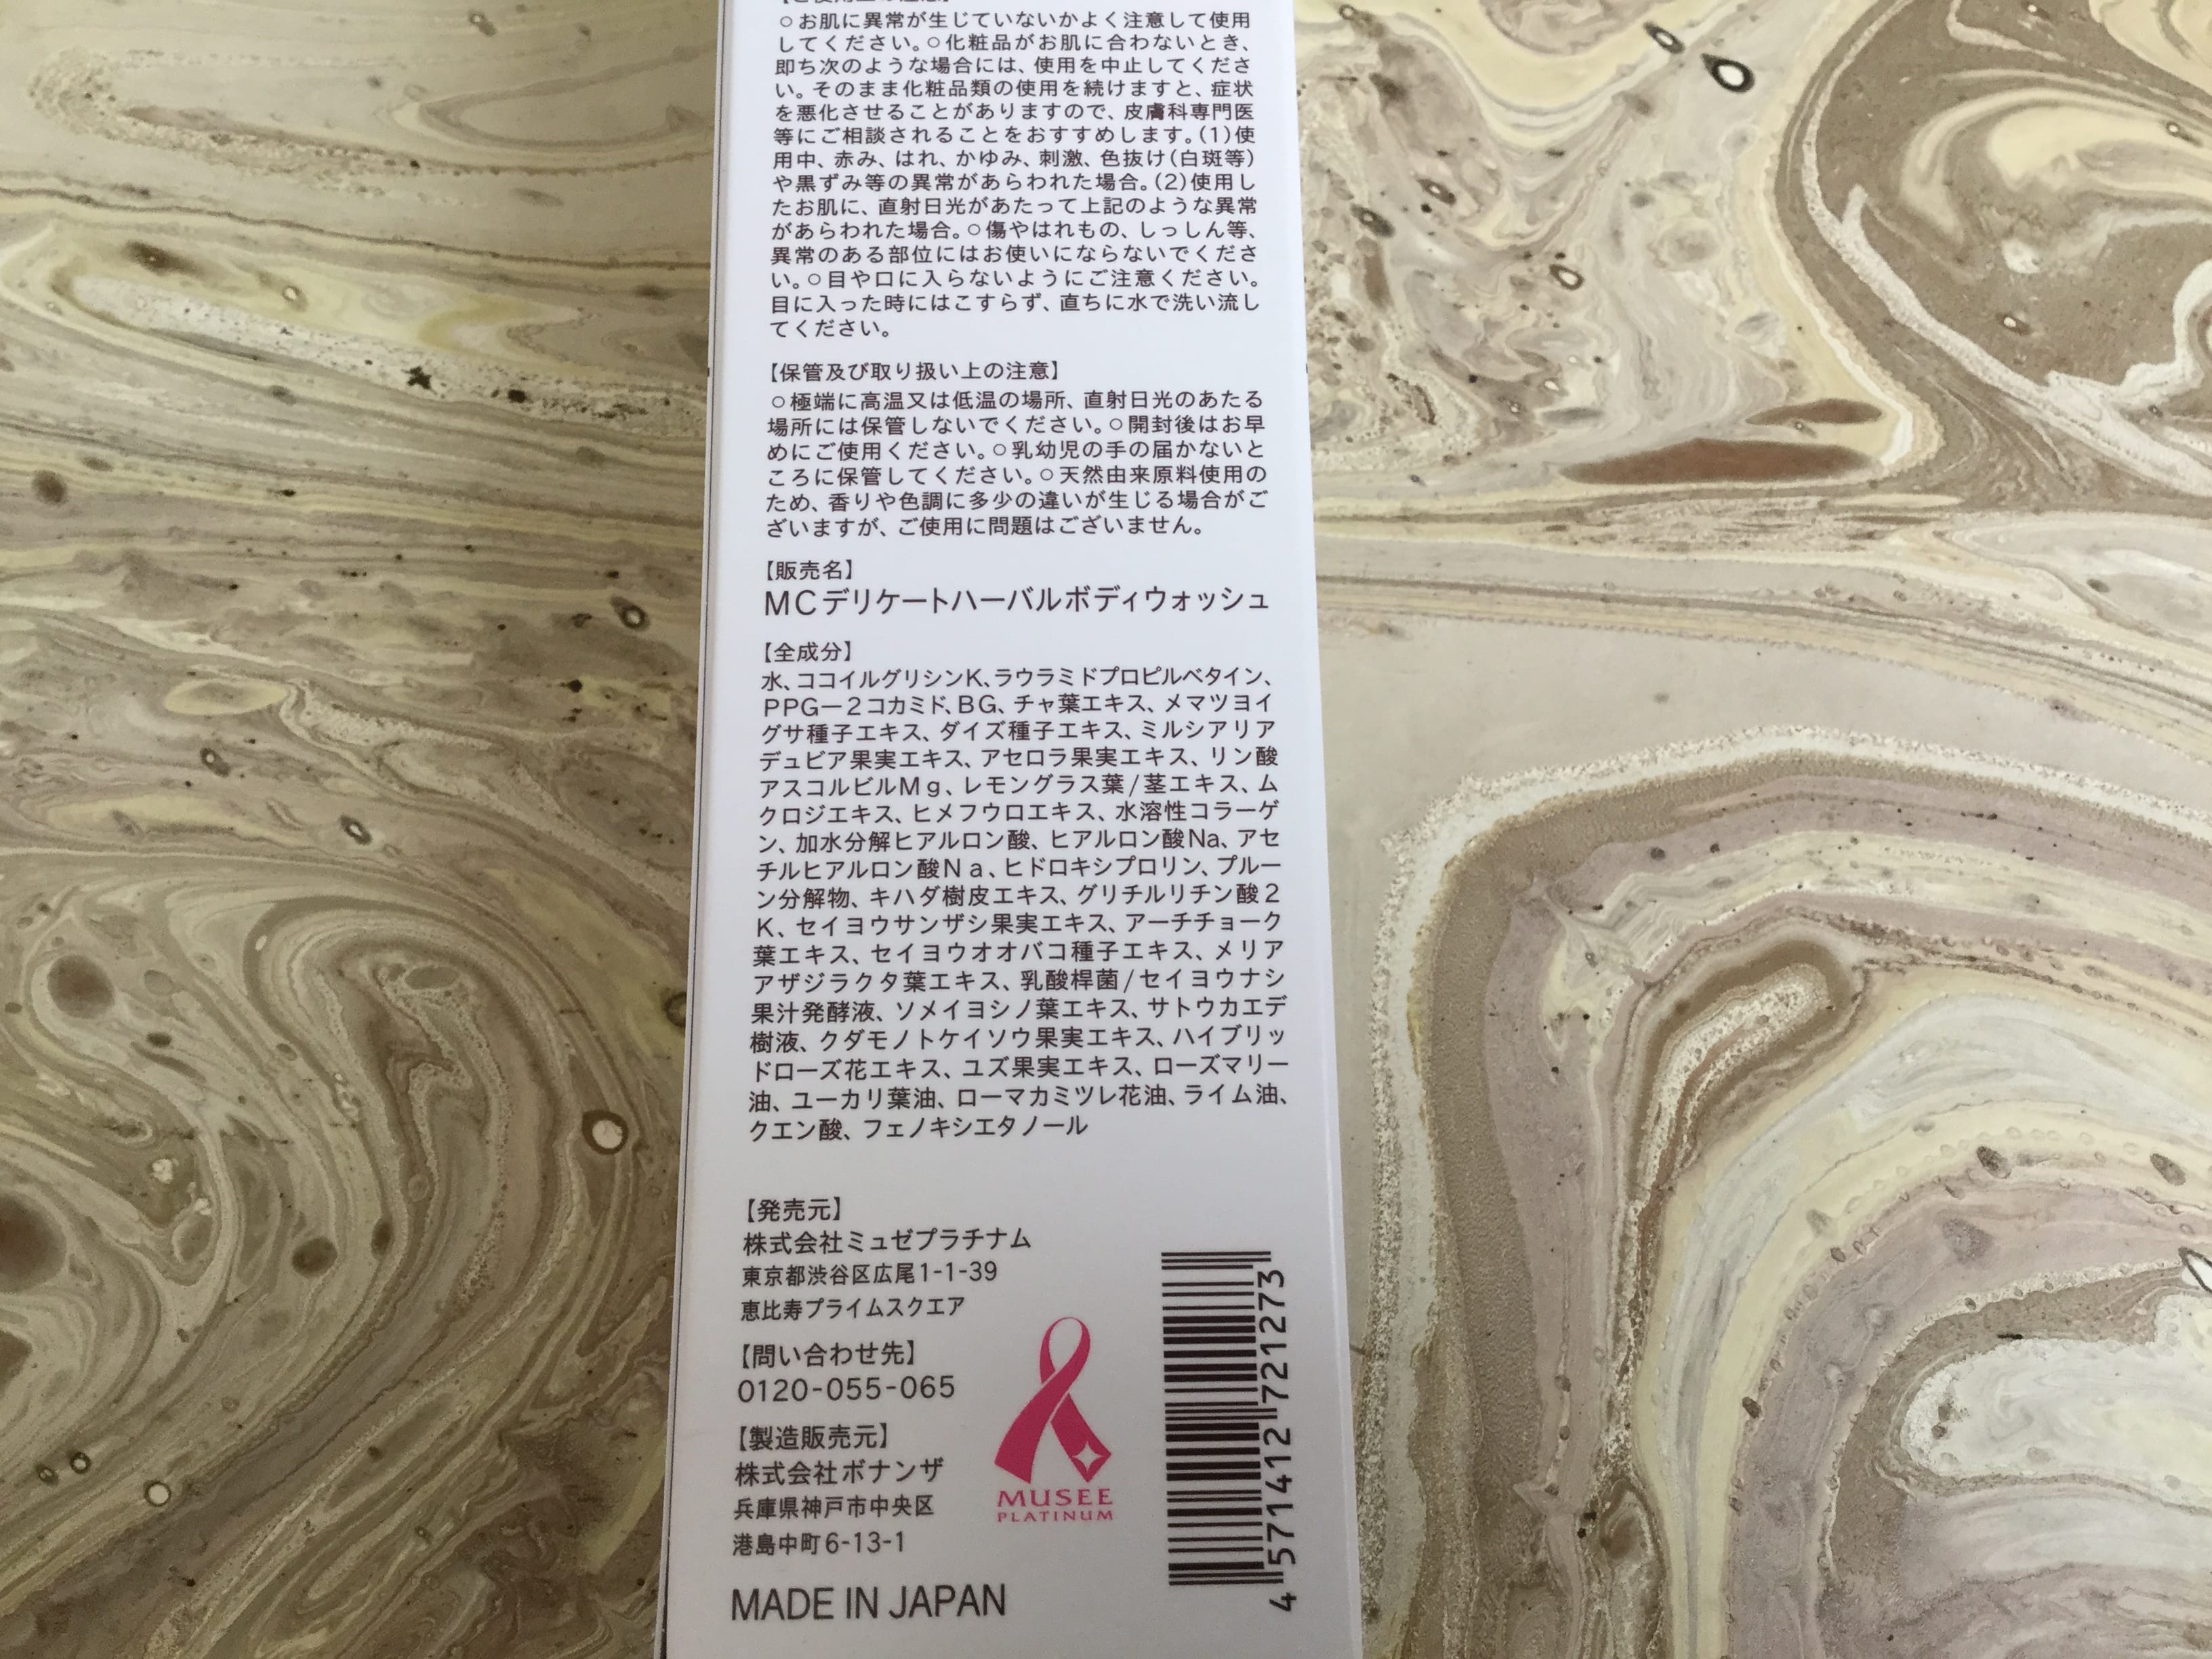 【ご使用上の注意】
○お肌に異常が生じていないかよく注意して使用
してください。○化粧品がお肌に合わないとき、
即ち次のような場合には、使用を中止してくださ
い。そのまま化粧品類の使用を続けますと、症状
を悪化させることがありますので、皮膚科専門医
等にご相談されることをおすすめします。(1)使
用中、赤み、はれ、かゆみ、刺激、色抜け(白斑等)
や黒ずみ等の異常があらわれた場合。(2)使用し
たお肌に、直射日光があたって上記のような異常
があらわれた場合。○傷やはれもの、しっしん等、
異常のある部位にはお使いにならないでくださ
い。○目や口に入らないようにご注意ください。
目に入った時にはこすらず、直ちに水で洗い流し
てください。
【保管及び取り扱い上の注意】
○極端に高温又は低温の場所、直射日光のあたる
場所には保管しないでください。○開封後はお早
めにご使用ください。○乳幼児の手の届かないと
ころに保管してください。○天然由来原料使用の
ため、香りや色調に多少の違いが生じる場合がご
ざいますが、ご使用に問題はございません。
【販売名】
MCデリケートハーバルボディウォッシュ
【全成分】
水、ココイルグリシンK、ラウラミドプロピルベタイン、
PPG－2コカミド、BG、チャ葉エキス、メマツヨイ
グサ種子エキス、ダイズ種子エキス、ミルシアリア
デュビア果実エキス、アセロラ果実エキス、リン酸
アスコルビルMg、レモングラス葉/茎エキス、ム
クロジエキス、ヒメフウロエキス、水溶性コラーゲ
ン、加水分解ヒアルロン酸、ヒアルロン酸Na、アセ
チルヒアルロン酸Na、ヒドロキシプロリン、プルー
ン分解物、キハダ樹皮エキス、グリチルリチン酸2
K、セイヨウサンザシ果実エキス、アーチチョーク
葉エキス、セイヨウオオバコ種子エキス、メリア
アザジラクタ葉エキス、乳酸桿菌/セイヨウナシ
果汁発酵液、ソメイヨシノ葉エキス、サトウカエデ
樹液、クダモノトケイソウ果実エキス、ハイブリッ
ドローズ花エキス、ユズ果実エキス、ローズマリー
油、ユーカリ葉油、ローマカミツレ花油、ライム油、
クエン酸、フェノキシエタノール
【発売元】
株式会社ミュゼプラチナム
東京都渋谷区広尾1-1-39
恵比寿プライムスクエア
【問い合わせ先】
0120-055-065
【製造販売元】
株式会社ボナンザ
兵庫県神戸市中央区
港島中町6-13-1
MADE IN JAPAN
MUSEE
PLATINUM
4 571412 721273